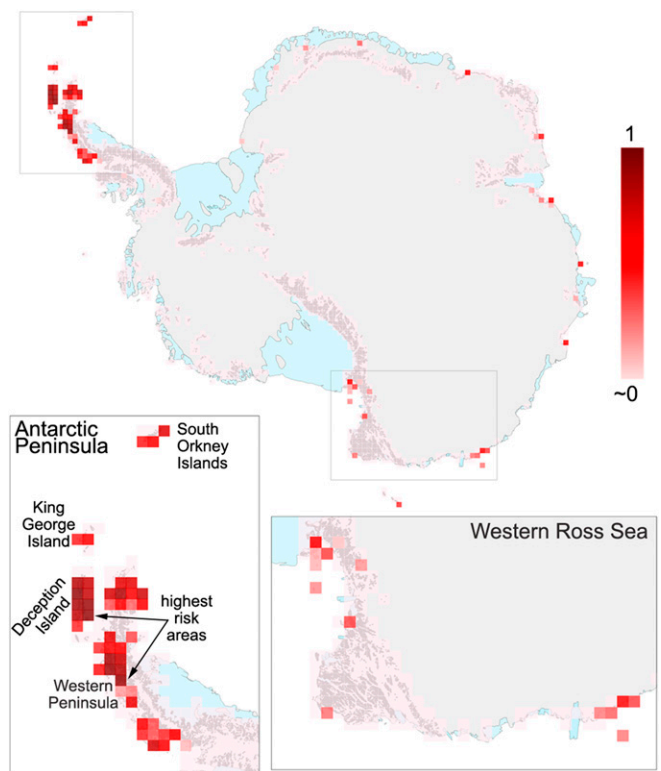 1
~0
Antarctic
Peninsula
South
Orkney
Islands
King
George
Island
Deception
Island
highest
risk
areas
Western
Peninsula
Western Ross Sea